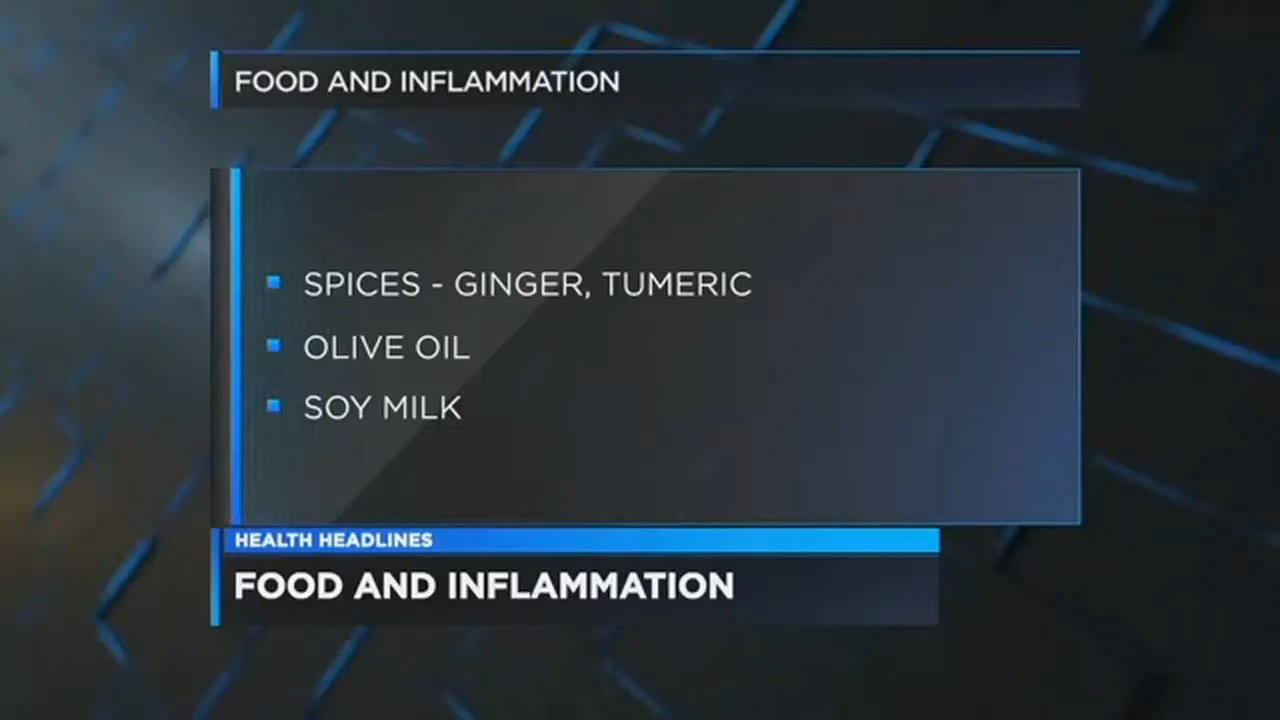 FOOD AND INFLAMMATION
SPICES - GINGER, TUMERIC
OLIVE OIL
SOY MILK
HEALTH HEADLINES
FOOD AND INFLAMMATION